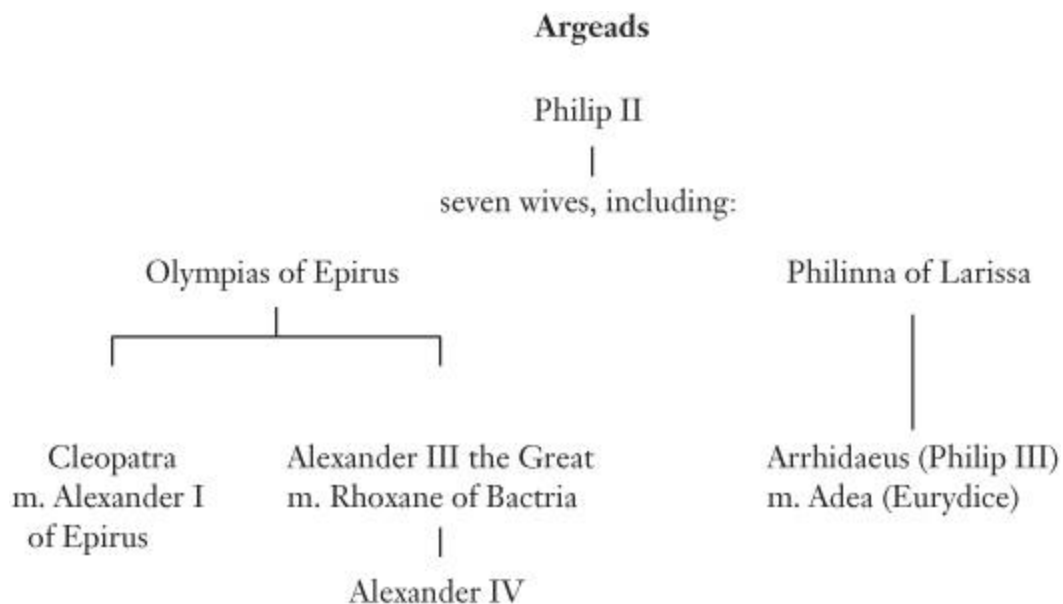 Argeads
Philip II
seven wives, including:
Olympias of Epirus
Philinna of Larissa
Cleopatra
m. Alexander I
of Epirus
Alexander III the Great
m. Rhoxane of Bactria
Alexander IV
Arrhidaeus (Philip III)
m. Adea (Eurydice)